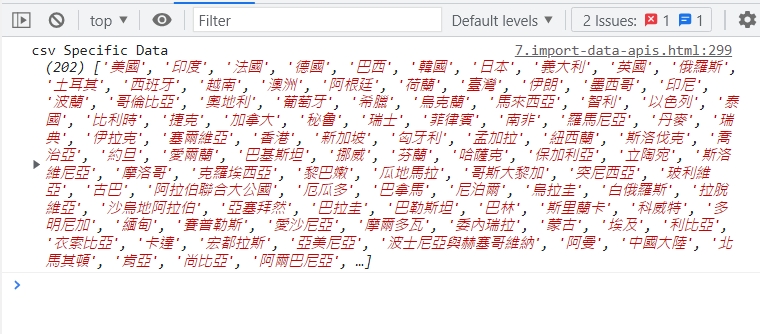 top Filter Default levels 2 Issues: 1 1
csv Specific Data 7.import-data-apis.html:299
(202) ['美國', '印度', '法國', '德國', '巴西', '韓國', '日本', '義大利', '英國', '俄羅斯',
'土耳其', '西班牙', '越南', '澳洲', '阿根廷', '荷蘭', '臺灣', '伊朗', '墨西哥', '印尼',
'波蘭', '哥倫比亞', '奧地利', '葡萄牙', '希臘', '烏克蘭', '馬來西亞', '智利', '以色列', '泰
國', '比利時', '捷克', '加拿大', '秘魯', '瑞士', '菲律賓', '南非', '羅馬尼亞', '丹麥', '瑞
典', '伊拉克', '塞爾維亞', '香港', '新加坡', '匈牙利', '孟加拉', '紐西蘭', '斯洛伐克', '喬
治亞', '約旦', '愛爾蘭', '巴基斯坦', '挪威', '芬蘭', '哈薩克', '保加利亞', '立陶宛', '斯洛
維尼亞', '摩洛哥', '克羅埃西亞', '黎巴嫩', '瓜地馬拉', '哥斯大黎加', '突尼西亞', '玻利維
亞', '古巴', '阿拉伯聯合大公國', '厄瓜多', '巴拿馬', '尼泊爾', '烏拉圭', '白俄羅斯', '拉脫
維亞', '沙烏地阿拉伯', '亞塞拜然', '巴拉圭', '巴勒斯坦', '巴林', '斯里蘭卡', '科威特', '多
明尼加', '緬甸', '賽普勒斯', '愛沙尼亞', '摩爾多瓦', '委內瑞拉', '蒙古', '埃及', '利比亞',
'衣索比亞', '卡達', '宏都拉斯', '亞美尼亞', '波士尼亞與赫塞哥維納', '阿曼', '中國大陸', '北
馬其頓', '肯亞', '尚比亞', '阿爾巴尼亞', …]